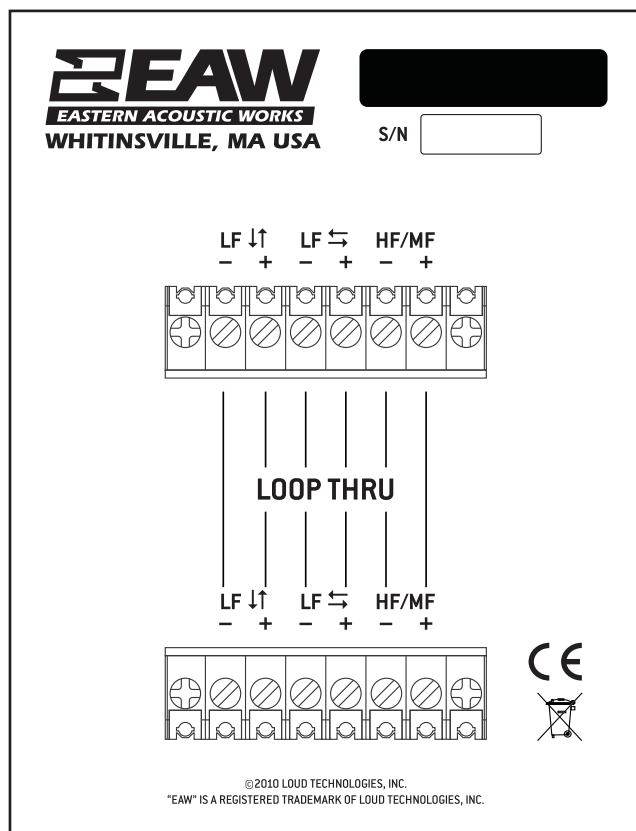 EAW
EASTERN ACOUSTIC WORKS
WHITINSVILLE, MA USA
S/N
LF ↓↑ LF ⇆ HF/MF
− + − + − +
LOOP THRU
LF ↓↑ LF ⇆ HF/MF
− + − + − +
CE
©2010 LOUD TECHNOLOGIES, INC.
"EAW" IS A REGISTERED TRADEMARK OF LOUD TECHNOLOGIES, INC.